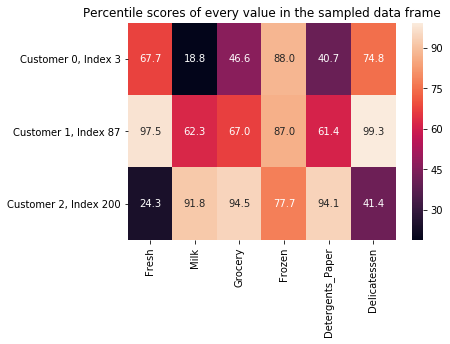 Percentile scores of every value in the sampled data frame
Customer 0, Index 3 67.7 18.8 46.6 88.0 40.7 74.8
Customer 1, Index 87 97.5 62.3 67.0 87.0 61.4 99.3
Customer 2, Index 200 24.3 91.8 94.5 77.7 94.1 41.4
Fresh
Milk
Grocery
Frozen
Detergents_Paper
Delicatessen
90
75
60
45
30